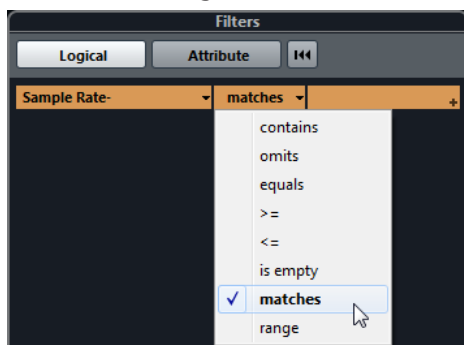 Filters
Logical Attribute
Sample Rate- matches +
contains
omits
equals
>=
<=
is empty
✓ matches
range